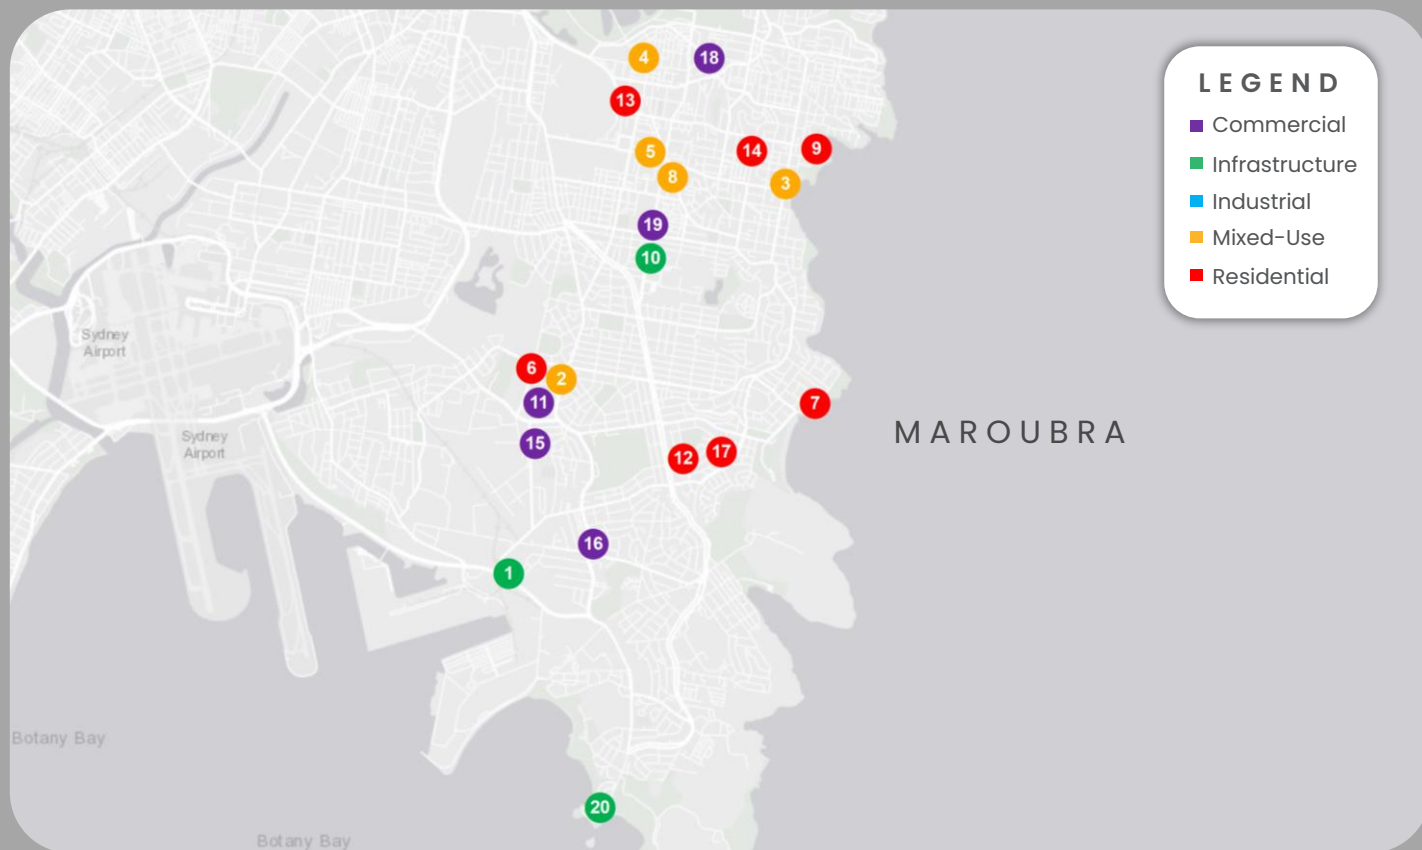 4
18
LEGEND
13
Commercial
5
14
9
Infrastructure
8
3
Industrial
19
Mixed-Use
10
Residential
Sydney
Airport
6
2
11
7
Sydney
Airport
15
12
17
MAROUBRA
16
1
Botany Bay
20
Botany Bay